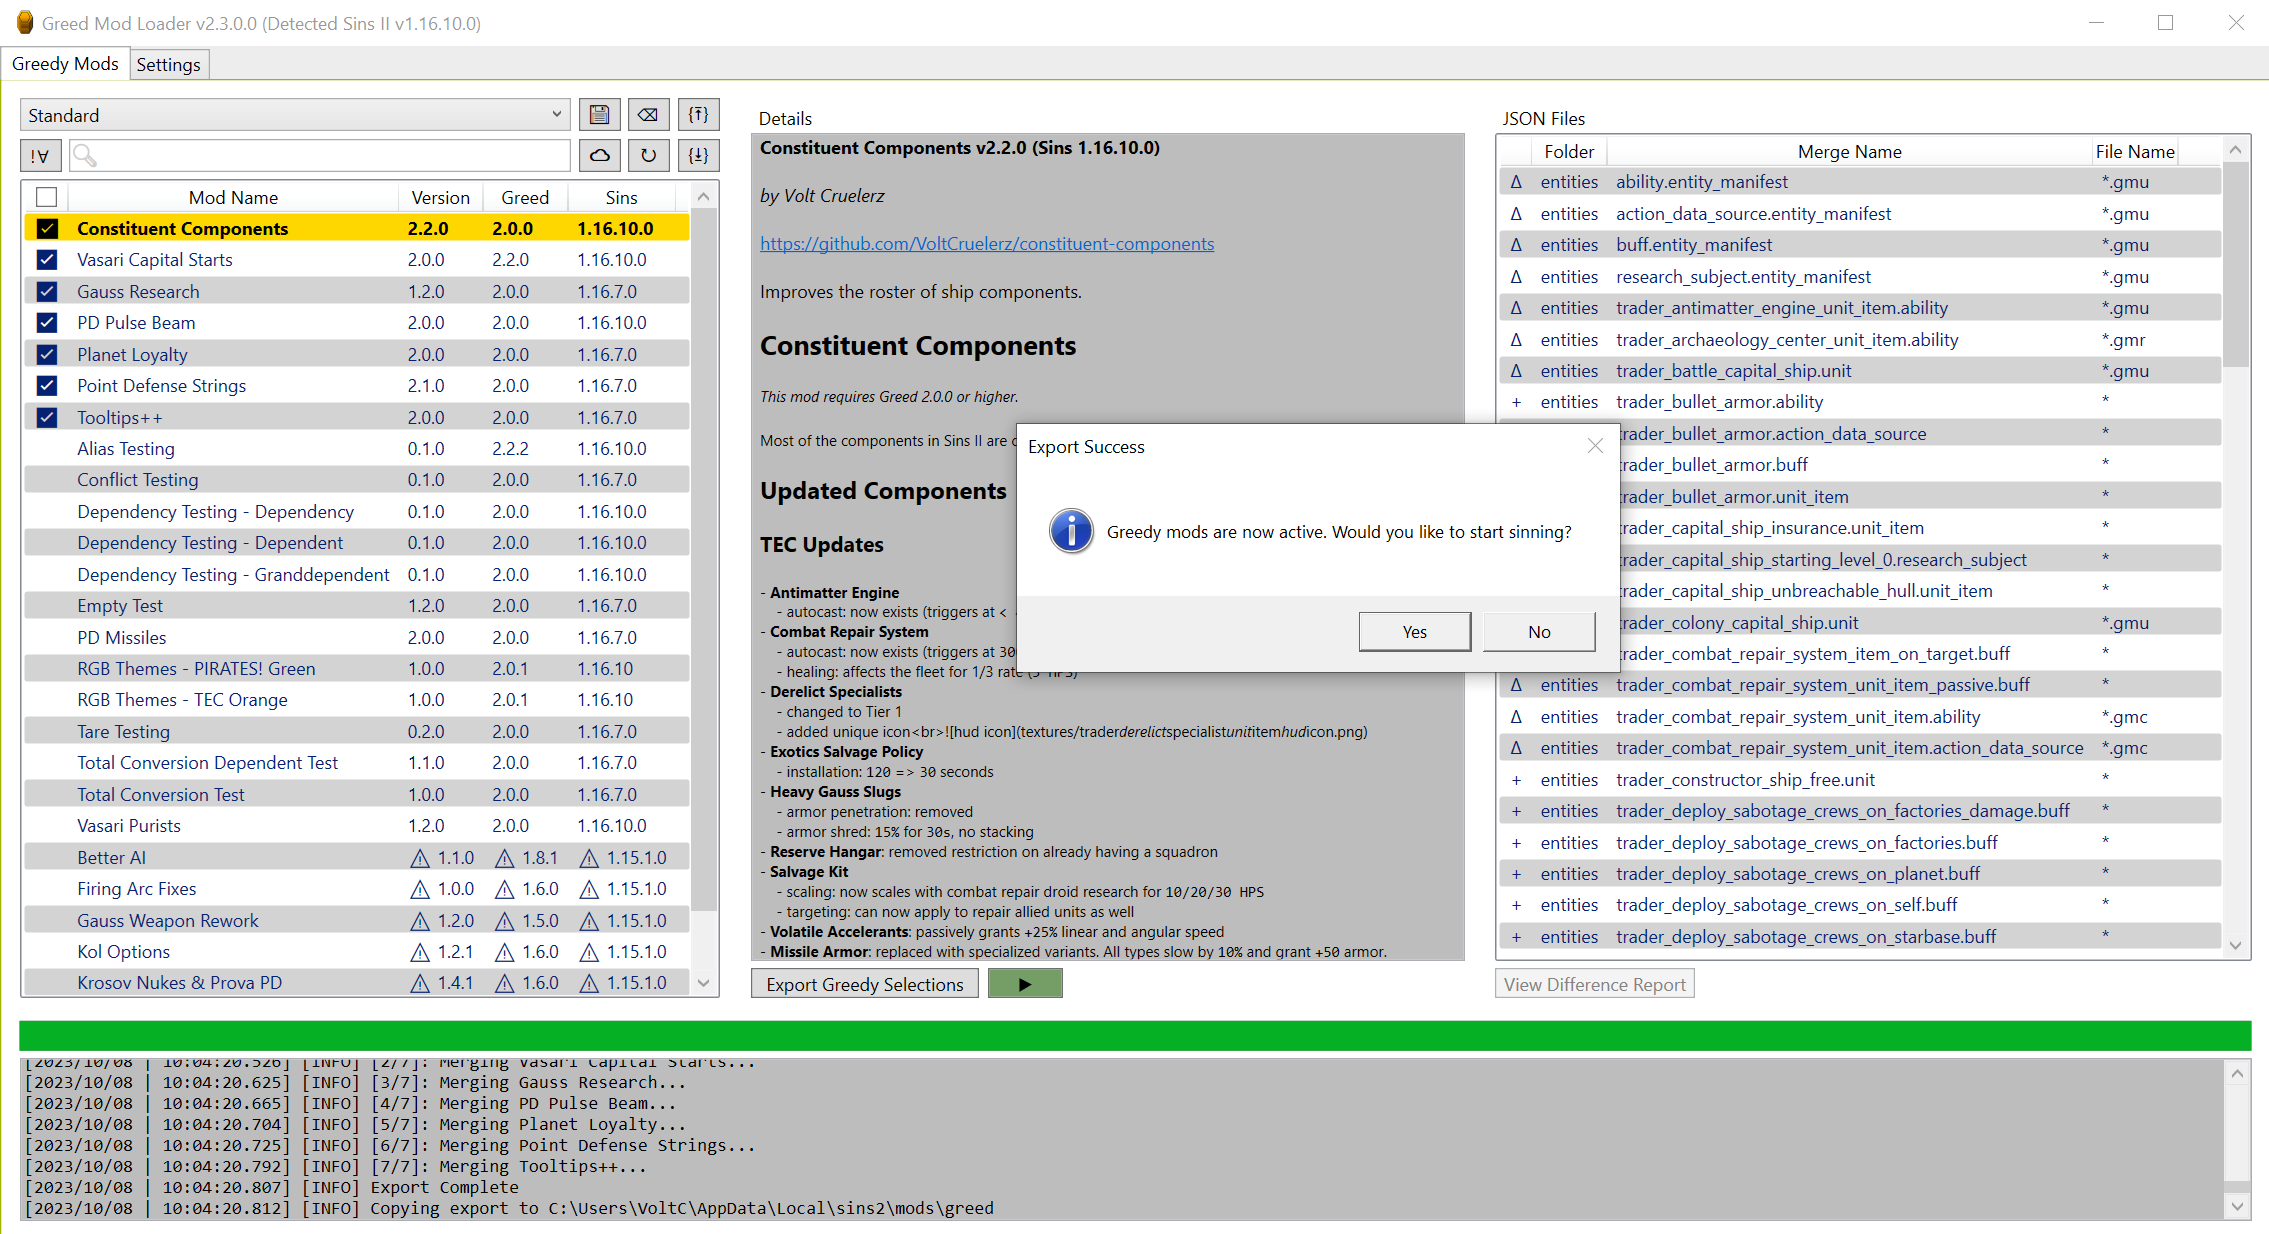 Greed Mod Loader v2.3.0.0 (Detected Sins II v1.16.10.0)
Greedy Mods
Settings
Standard
{⭱}
!∀
{⭳}
Mod Name Version Greed Sins
Constituent Components 2.2.0 2.0.0 1.16.10.0
Vasari Capital Starts 2.0.0 2.2.0 1.16.10.0
Gauss Research 1.2.0 2.0.0 1.16.7.0
PD Pulse Beam 2.0.0 2.0.0 1.16.10.0
Planet Loyalty 2.0.0 2.0.0 1.16.7.0
Point Defense Strings 2.1.0 2.0.0 1.16.7.0
Tooltips++ 2.0.0 2.0.0 1.16.7.0
Alias Testing 0.1.0 2.2.2 1.16.10.0
Conflict Testing 0.1.0 2.0.0 1.16.7.0
Dependency Testing - Dependency 0.1.0 2.0.0 1.16.10.0
Dependency Testing - Dependent 0.1.0 2.0.0 1.16.10.0
Dependency Testing - Granddependent 0.1.0 2.0.0 1.16.10.0
Empty Test 1.2.0 2.0.0 1.16.7.0
PD Missiles 2.0.0 2.0.0 1.16.7.0
RGB Themes - PIRATES! Green 1.0.0 2.0.1 1.16.10
RGB Themes - TEC Orange 1.0.0 2.0.1 1.16.10
Tare Testing 0.2.0 2.0.0 1.16.7.0
Total Conversion Dependent Test 1.1.0 2.0.0 1.16.7.0
Total Conversion Test 1.0.0 2.0.0 1.16.7.0
Vasari Purists 1.2.0 2.0.0 1.16.10.0
Better AI ⚠ 1.1.0 ⚠ 1.8.1 ⚠ 1.15.1.0
Firing Arc Fixes ⚠ 1.0.0 ⚠ 1.6.0 ⚠ 1.15.1.0
Gauss Weapon Rework ⚠ 1.2.0 ⚠ 1.5.0 ⚠ 1.15.1.0
Kol Options ⚠ 1.2.1 ⚠ 1.6.0 ⚠ 1.15.1.0
Krosov Nukes & Prova PD ⚠ 1.4.1 ⚠ 1.6.0 ⚠ 1.15.1.0
Details
Constituent Components v2.2.0 (Sins 1.16.10.0)
by Volt Cruelerz
https://github.com/VoltCruelerz/constituent-components
Improves the roster of ship components.
Constituent Components
This mod requires Greed 2.0.0 or higher.
Most of the components in Sins II are
Updated Components
TEC Updates
- Antimatter Engine
- autocast: now exists (triggers at <
- Combat Repair System
- autocast: now exists (triggers at 30
- healing: affects the fleet for 1/3 rate (5 HPS)
- Derelict Specialists
- changed to Tier 1
- added unique icon<br>![hud icon](textures/traderderelictspecialistunititemhudicon.png)
- Exotics Salvage Policy
- installation: 120 => 30 seconds
- Heavy Gauss Slugs
- armor penetration: removed
- armor shred: 15% for 30s, no stacking
- Reserve Hangar: removed restriction on already having a squadron
- Salvage Kit
- scaling: now scales with combat repair droid research for 10/20/30 HPS
- targeting: can now apply to repair allied units as well
- Volatile Accelerants: passively grants +25% linear and angular speed
- Missile Armor: replaced with specialized variants. All types slow by 10% and grant +50 armor.
Export Greedy Selections
▶
Export Success
Greedy mods are now active. Would you like to start sinning?
Yes
No
JSON Files
Folder Merge Name File Name
Δ entities ability.entity_manifest *.gmu
Δ entities action_data_source.entity_manifest *.gmu
Δ entities buff.entity_manifest *.gmu
Δ entities research_subject.entity_manifest *.gmu
Δ entities trader_antimatter_engine_unit_item.ability *.gmu
Δ entities trader_archaeology_center_unit_item.ability *.gmr
Δ entities trader_battle_capital_ship.unit *.gmu
+ entities trader_bullet_armor.ability *
trader_bullet_armor.action_data_source *
trader_bullet_armor.buff *
trader_bullet_armor.unit_item *
trader_capital_ship_insurance.unit_item *
trader_capital_ship_starting_level_0.research_subject *
trader_capital_ship_unbreachable_hull.unit_item *
trader_colony_capital_ship.unit *.gmu
trader_combat_repair_system_item_on_target.buff *
Δ entities trader_combat_repair_system_unit_item_passive.buff *
Δ entities trader_combat_repair_system_unit_item.ability *.gmc
Δ entities trader_combat_repair_system_unit_item.action_data_source *.gmc
+ entities trader_constructor_ship_free.unit *
+ entities trader_deploy_sabotage_crews_on_factories_damage.buff *
+ entities trader_deploy_sabotage_crews_on_factories.buff *
+ entities trader_deploy_sabotage_crews_on_planet.buff *
+ entities trader_deploy_sabotage_crews_on_self.buff *
+ entities trader_deploy_sabotage_crews_on_starbase.buff *
View Difference Report
[2023/10/08 | 10:04:20.526] [INFO] [2/7]: Merging Vasari Capital Starts...
[2023/10/08 | 10:04:20.625] [INFO] [3/7]: Merging Gauss Research...
[2023/10/08 | 10:04:20.665] [INFO] [4/7]: Merging PD Pulse Beam...
[2023/10/08 | 10:04:20.704] [INFO] [5/7]: Merging Planet Loyalty...
[2023/10/08 | 10:04:20.725] [INFO] [6/7]: Merging Point Defense Strings...
[2023/10/08 | 10:04:20.792] [INFO] [7/7]: Merging Tooltips++...
[2023/10/08 | 10:04:20.807] [INFO] Export Complete
[2023/10/08 | 10:04:20.812] [INFO] Copying export to C:\Users\VoltC\AppData\Local\sins2\mods\greed